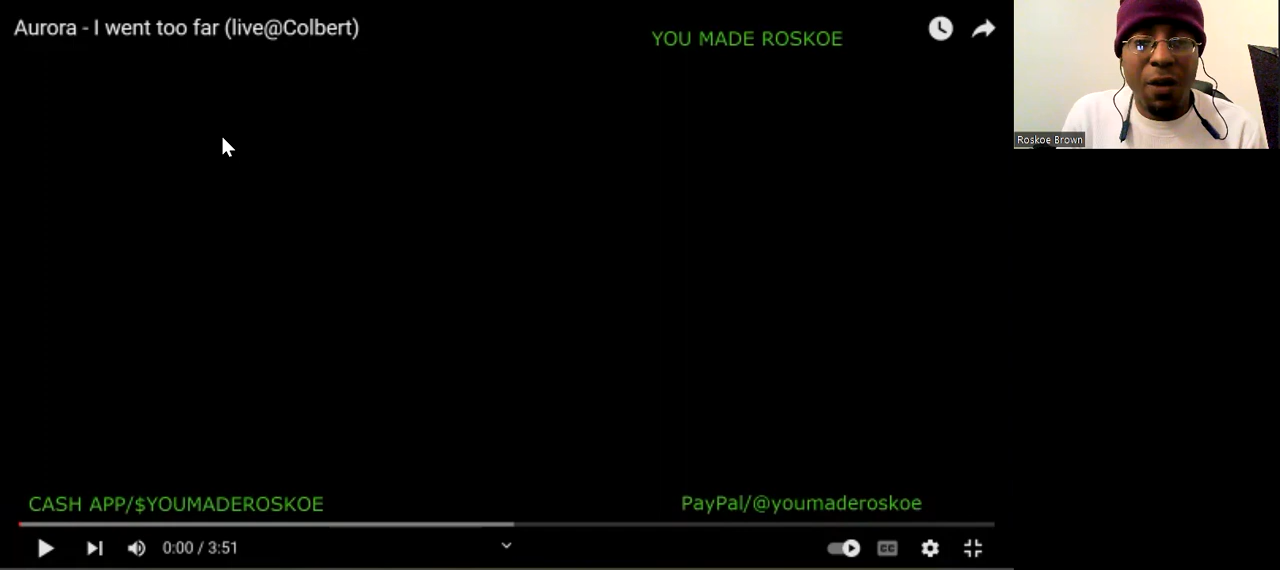 Aurora - I went too far (live@Colbert)
YOU MADE ROSKOE
Roskoe Brown
CASH APP/$YOUMADEROSKOE
PayPal/@youmaderoskoe
0:00 / 3:51
CC